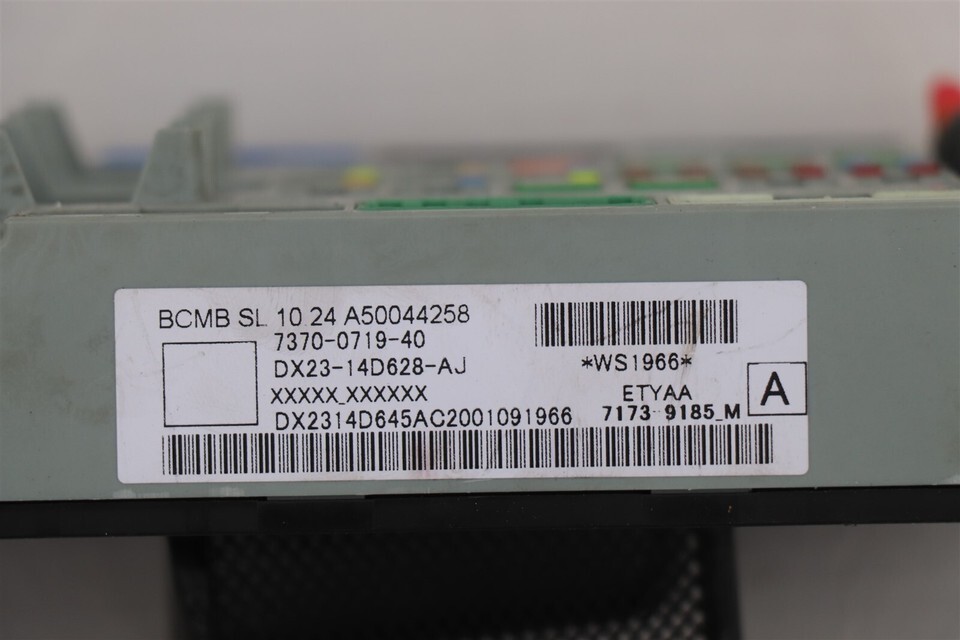 BCMB SL 10.24 A50044258
7370-0719-40
DX23-14D628-AJ
XXXXX_XXXXXX
DX2314D645AC2001091966
*WS1966*
ETYAA
7173-9185_M
A